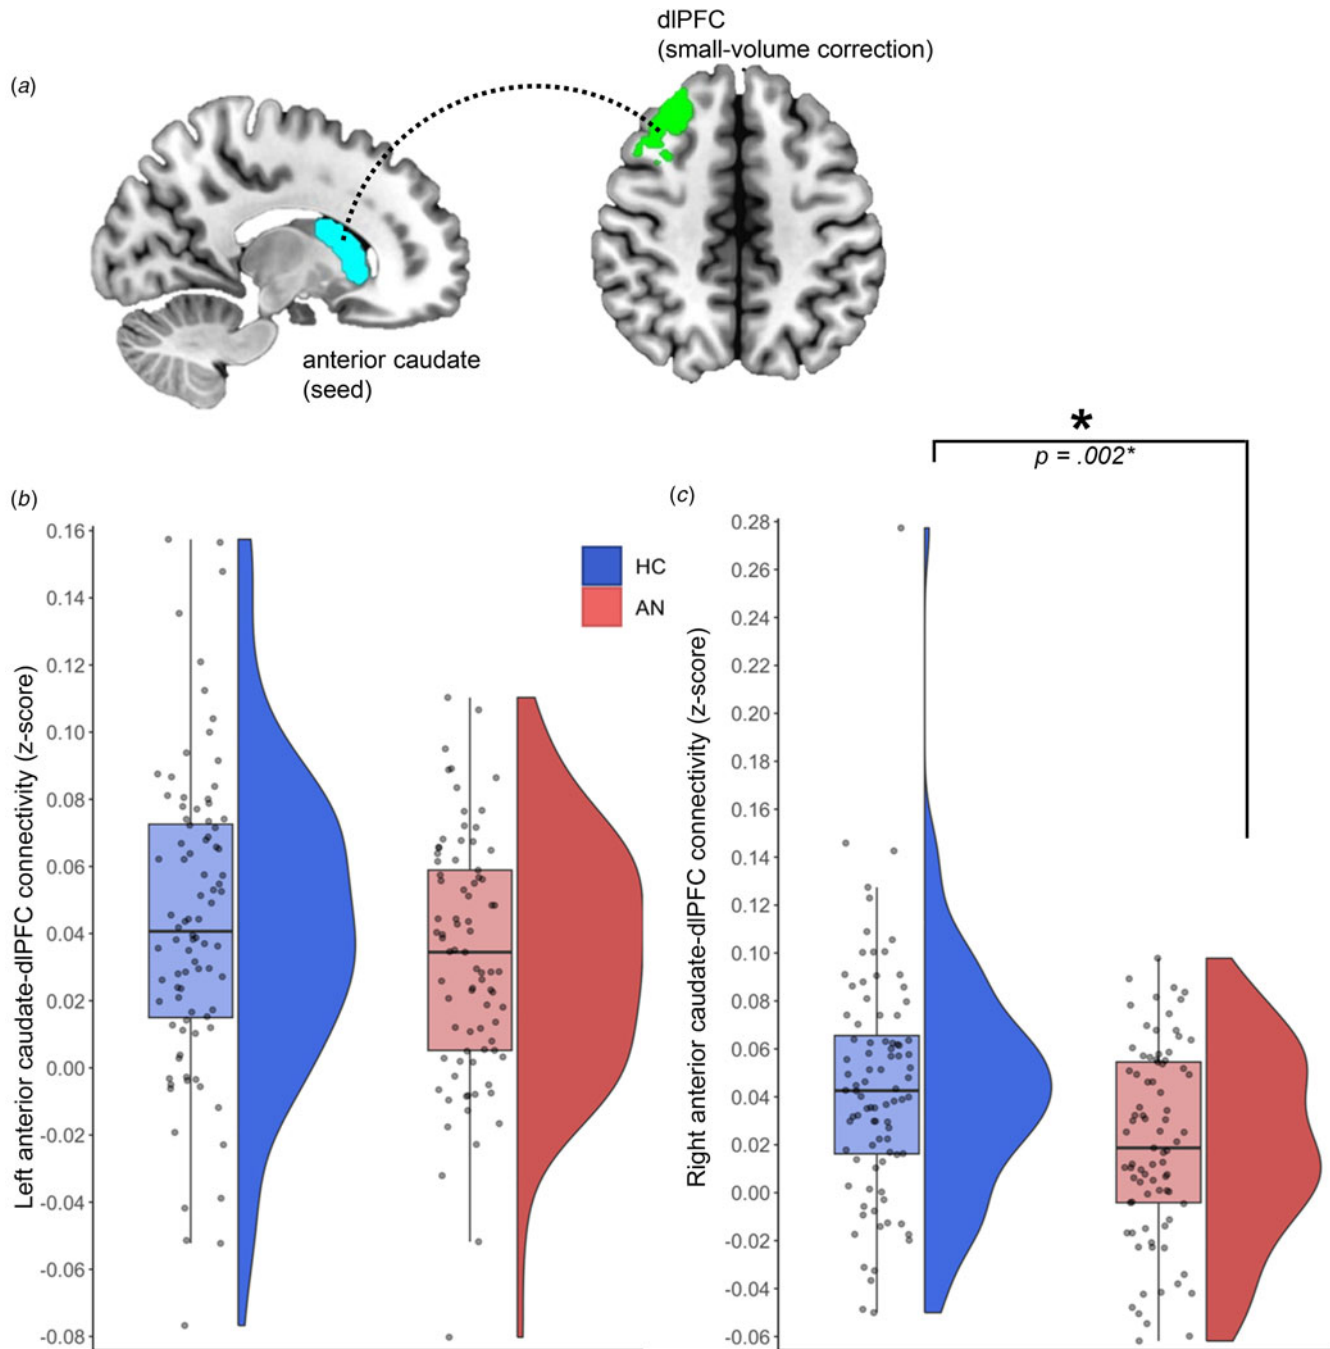 dlPFC
(small-volume correction)
(a)
anterior caudate
(seed)
*
p = .002*
(b)
(c)
Left anterior caudate-dlPFC connectivity (z-score)
0.16
0.14
0.12
0.10
0.08
0.06
0.04
0.02
0.00
-0.02
-0.04
-0.06
-0.08
HC
AN
Right anterior caudate-dlPFC connectivity (z-score)
0.28
0.26
0.24
0.22
0.20
0.18
0.16
0.14
0.12
0.10
0.08
0.06
0.04
0.02
0.00
-0.02
-0.04
-0.06